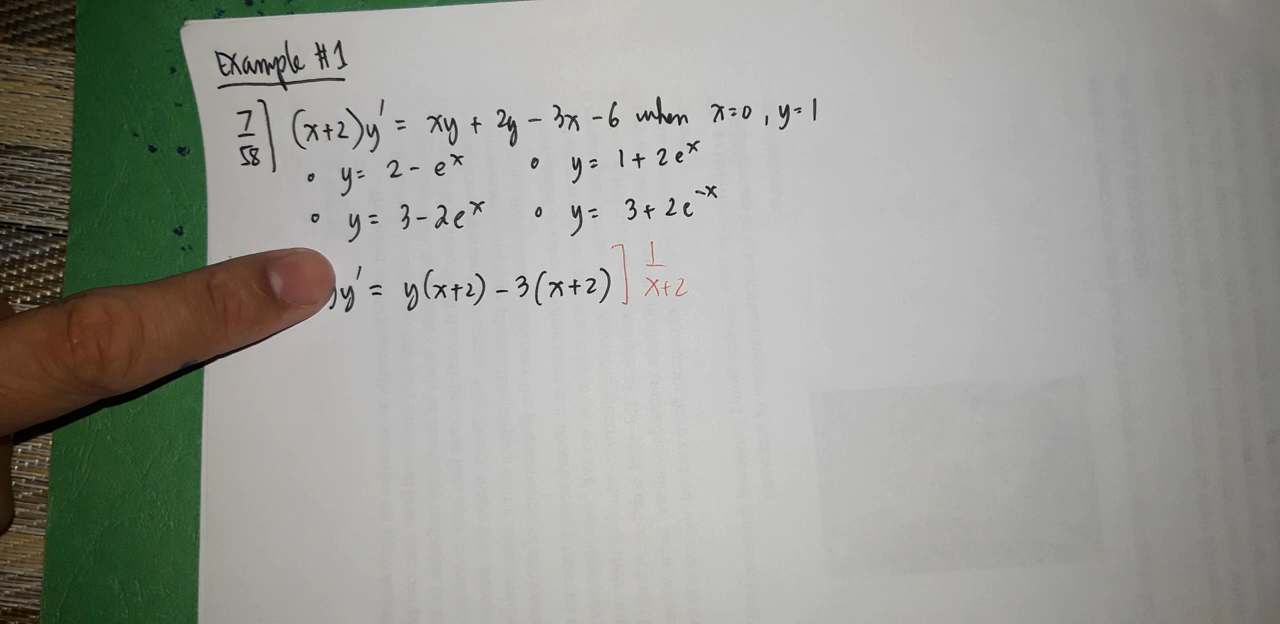 Example #1
7/58] (x+2)y' = xy + 2y - 3x - 6 when x=0, y=1
• y= 2 - e^x • y= 1 + 2e^x
• y= 3 - 2e^x • y= 3 + 2e^-x
)y' = y(x+2) - 3(x+2) ] 1/x+2